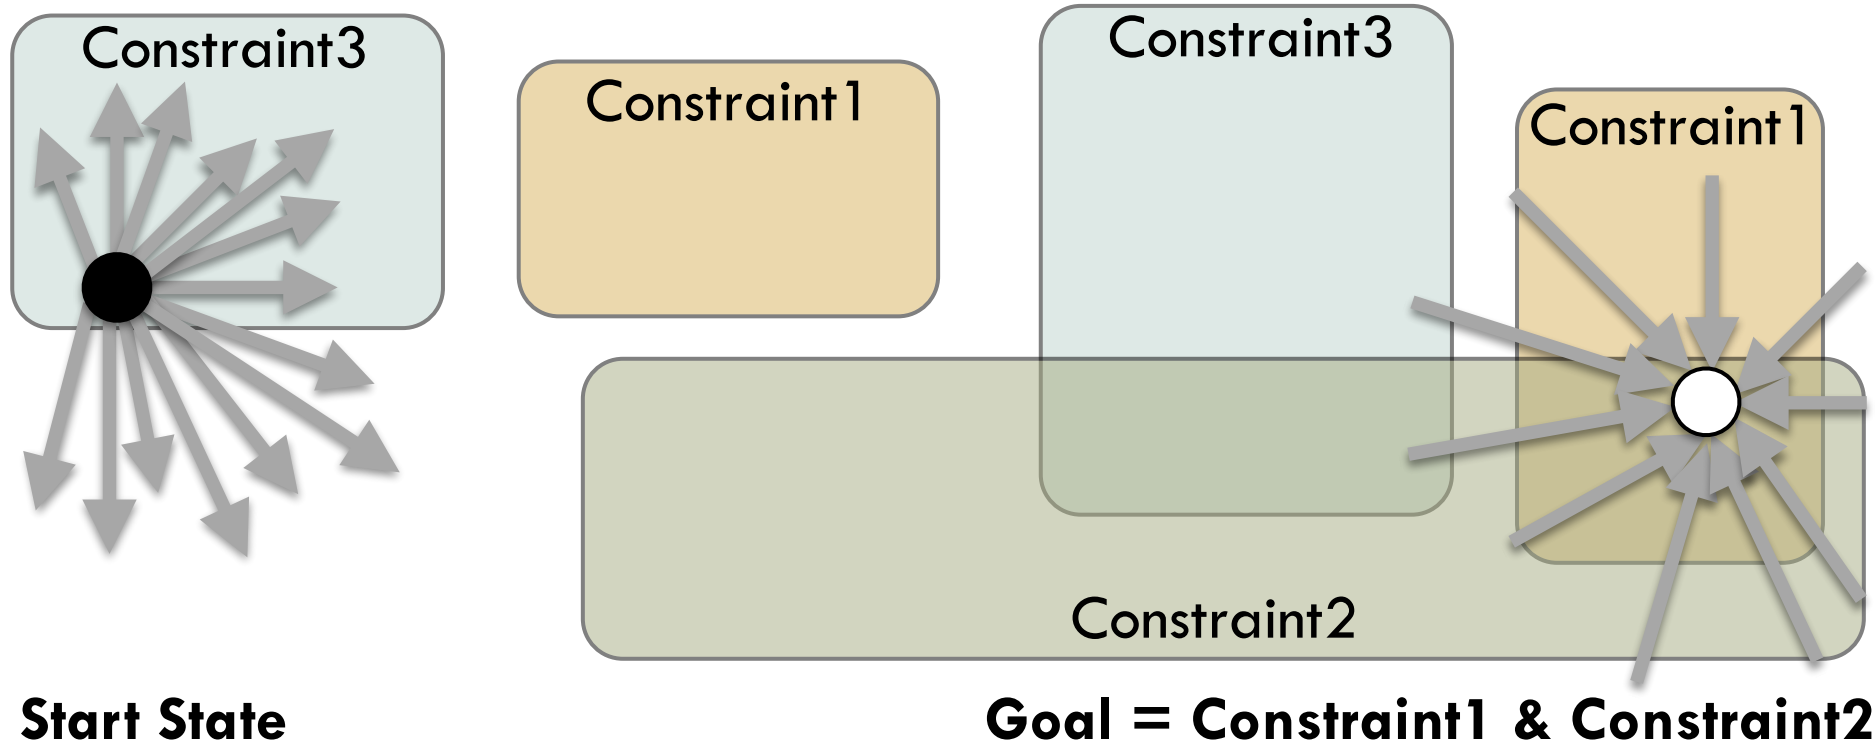 Constraint3
Constraint1
Constraint3
Constraint1
Constraint2
Start State
Goal = Constraint1 & Constraint2